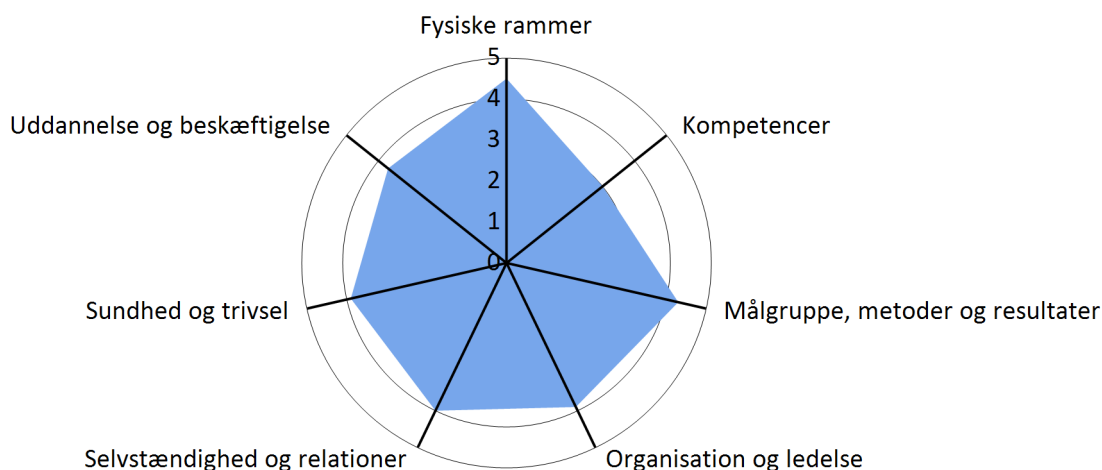 Fysiske rammer
5
4
Uddannelse og beskæftigelse
Kompetencer
3
2
1
0
Sundhed og trivsel
Målgruppe, metoder og resultater
Selvstændighed og relationer
Organisation og ledelse